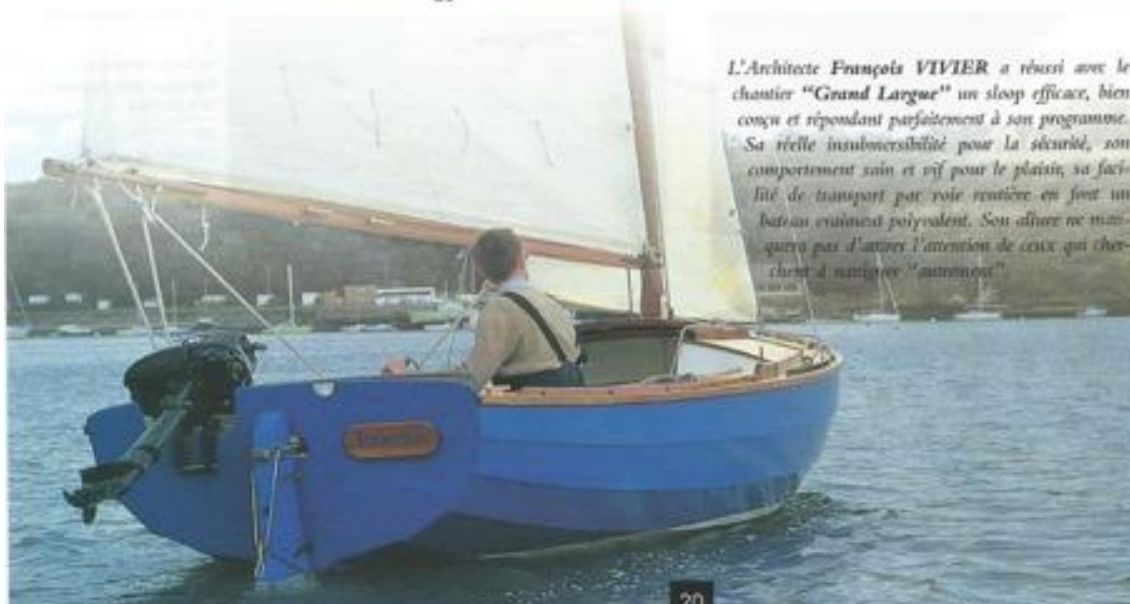 L'Architecte François VIVIER a réussi avec le
chantier "Grand Largue" un sloop efficace, bien
conçu et répondant parfaitement à son programme.
Sa réelle insubmersibilité pour la sécurité, son
comportement sain et vif pour le plaisir, sa faci-
lité de transport par voie routière en font un
bateau vraiment polyvalent. Son allure ne man-
quera pas d'attirer l'attention de ceux qui cher-
chent à naviguer "autrement"
20